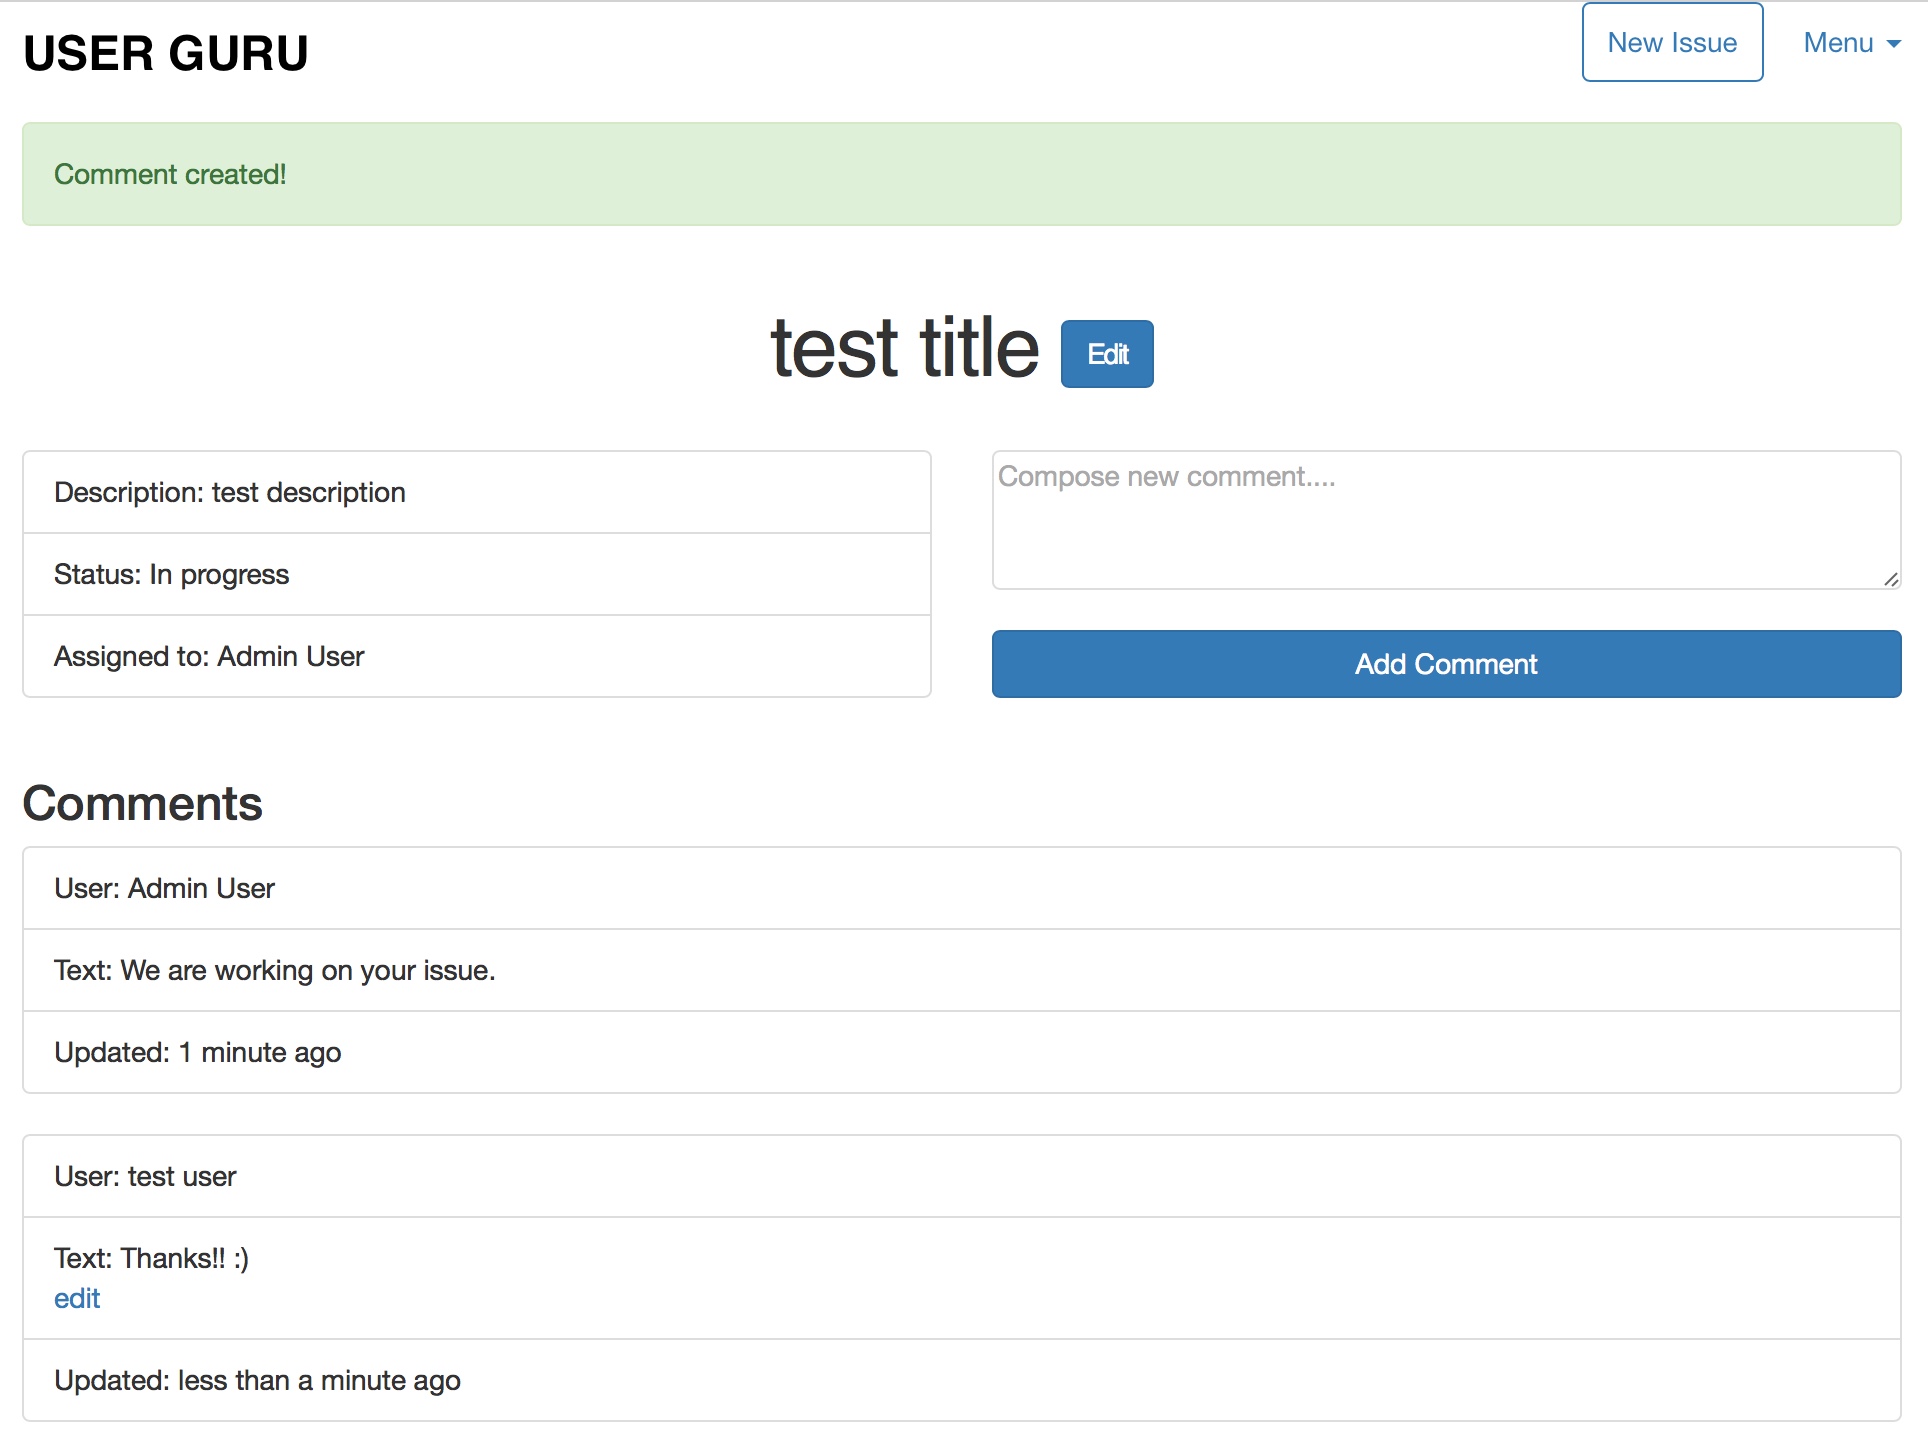 USER GURU
New Issue
Menu
Comment created!
test title
Edit
Description: test description
Status: In progress
Assigned to: Admin User
Compose new comment....
Add Comment
Comments
User: Admin User
Text: We are working on your issue.
Updated: 1 minute ago
User: test user
Text: Thanks!! :)
edit
Updated: less than a minute ago